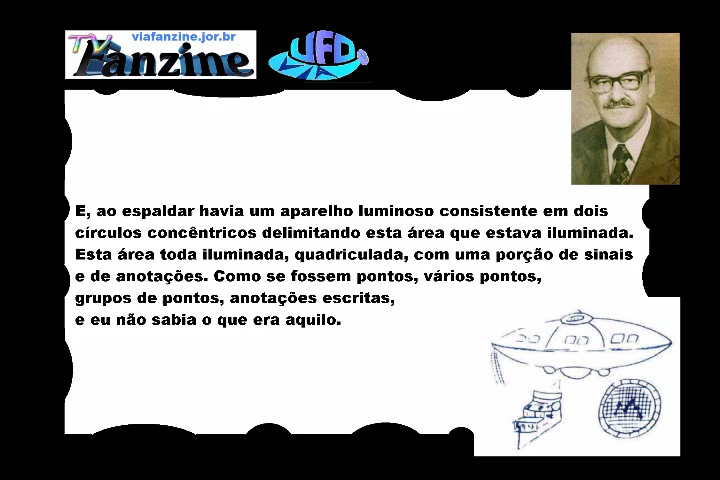 viafanzine.jor.br
TV Fanzine
UFO
VIA
E, ao espaldar havia um aparelho luminoso consistente em dois
círculos concêntricos delimitando esta área que estava iluminada.
Esta área toda iluminada, quadriculada, com uma porção de sinais
e de anotações. Como se fossem pontos, vários pontos,
grupos de pontos, anotações escritas,
e eu não sabia o que era aquilo.